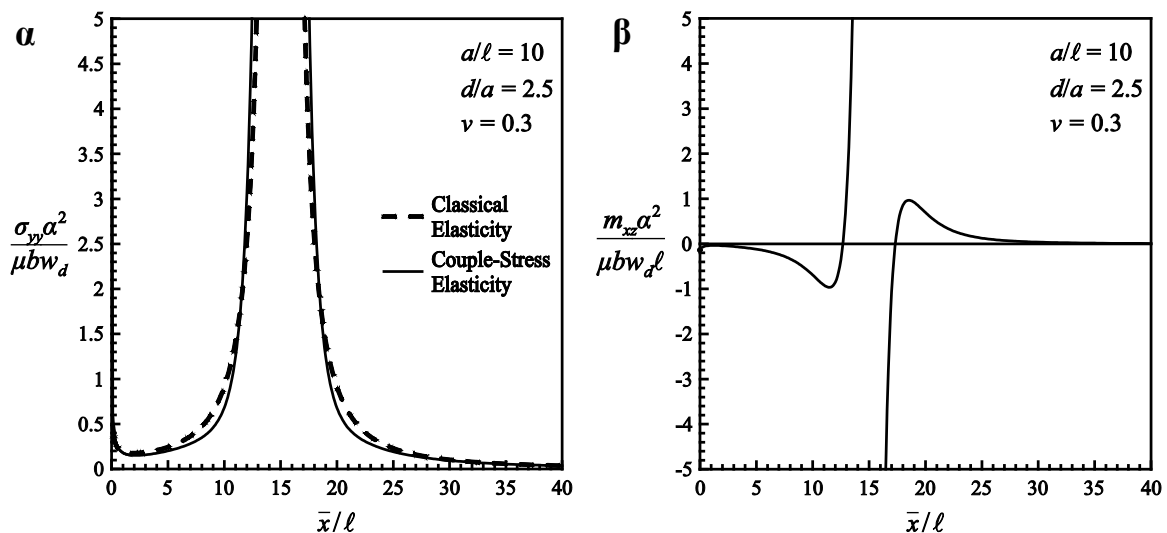 α
5
4.5
4
3.5
3
2.5
2
1.5
1
0.5
0
0 5 10 15 20 25 30 35 40
a/ℓ = 10
d/a = 2.5
ν = 0.3
Classical
Elasticity
Couple-Stress
Elasticity
σyyα²
μbwd
x̄/ℓ
β
5
4
3
2
1
0
-1
-2
-3
-4
-5
0 5 10 15 20 25 30 35 40
a/ℓ = 10
d/a = 2.5
ν = 0.3
mxzα²
μbwdℓ
x̄/ℓ